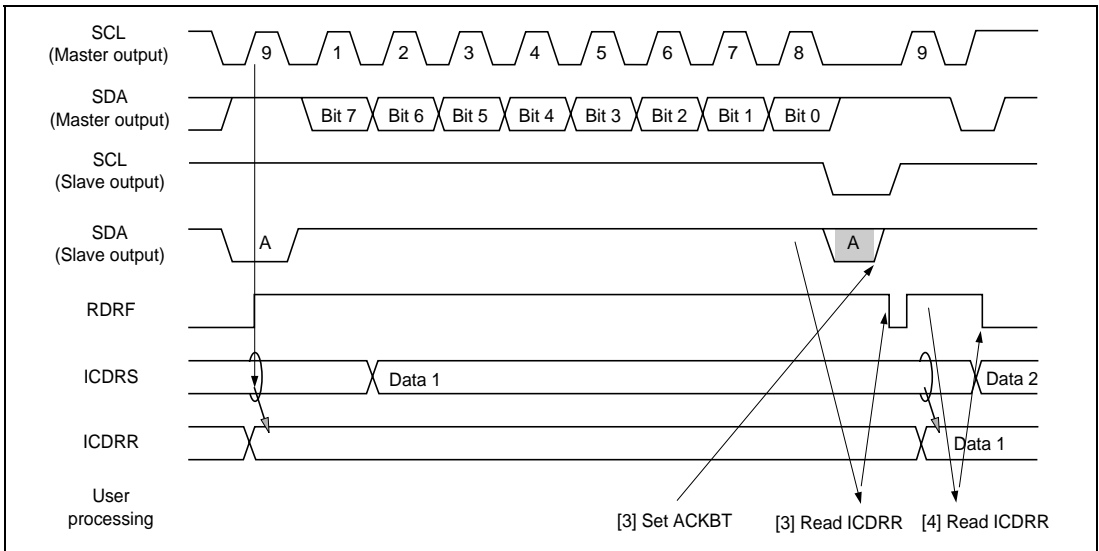 SCL
(Master output)
9 1 2 3 4 5 6 7 8 9
SDA
(Master output)
Bit 7 Bit 6 Bit 5 Bit 4 Bit 3 Bit 2 Bit 1 Bit 0
SCL
(Slave output)
SDA
(Slave output)
A A
RDRF
ICDRS
Data 1 Data 2
ICDRR
Data 1
User
processing
[3] Set ACKBT [3] Read ICDRR [4] Read ICDRR